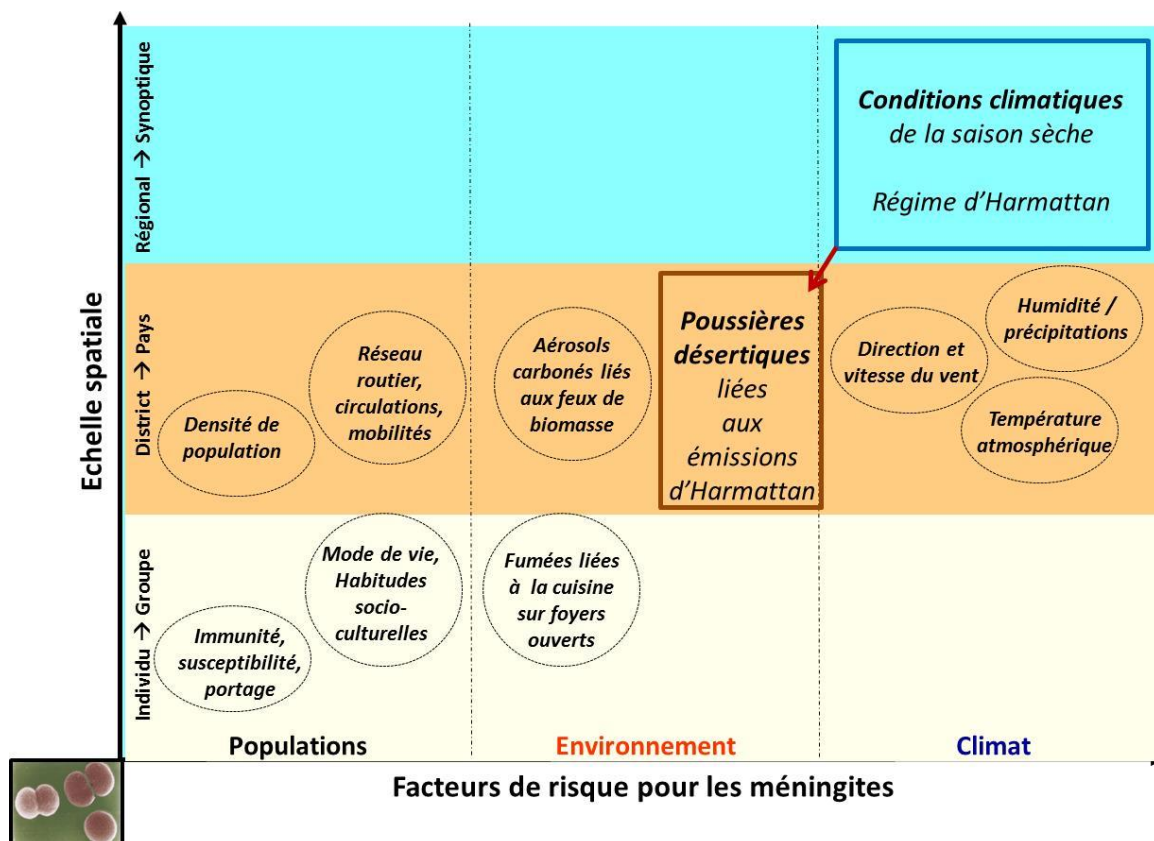 Echelle spatiale
Régional → Synoptique
Conditions climatiques
de la saison sèche
Régime d'Harmattan
District → Pays
Densité de
population
Réseau
routier,
circulations,
mobilités
Aérosols
carbonés liés
aux feux de
biomasse
Poussières
désertiques
liées
aux
émissions
d'Harmattan
Direction et
vitesse du vent
Humidité /
précipitations
Température
atmosphérique
Individu → Groupe
Immunité,
susceptibilité,
portage
Mode de vie,
Habitudes
socio-
culturelles
Fumées liées
à la cuisine
sur foyers
ouverts
Populations
Environnement
Climat
Facteurs de risque pour les méningites